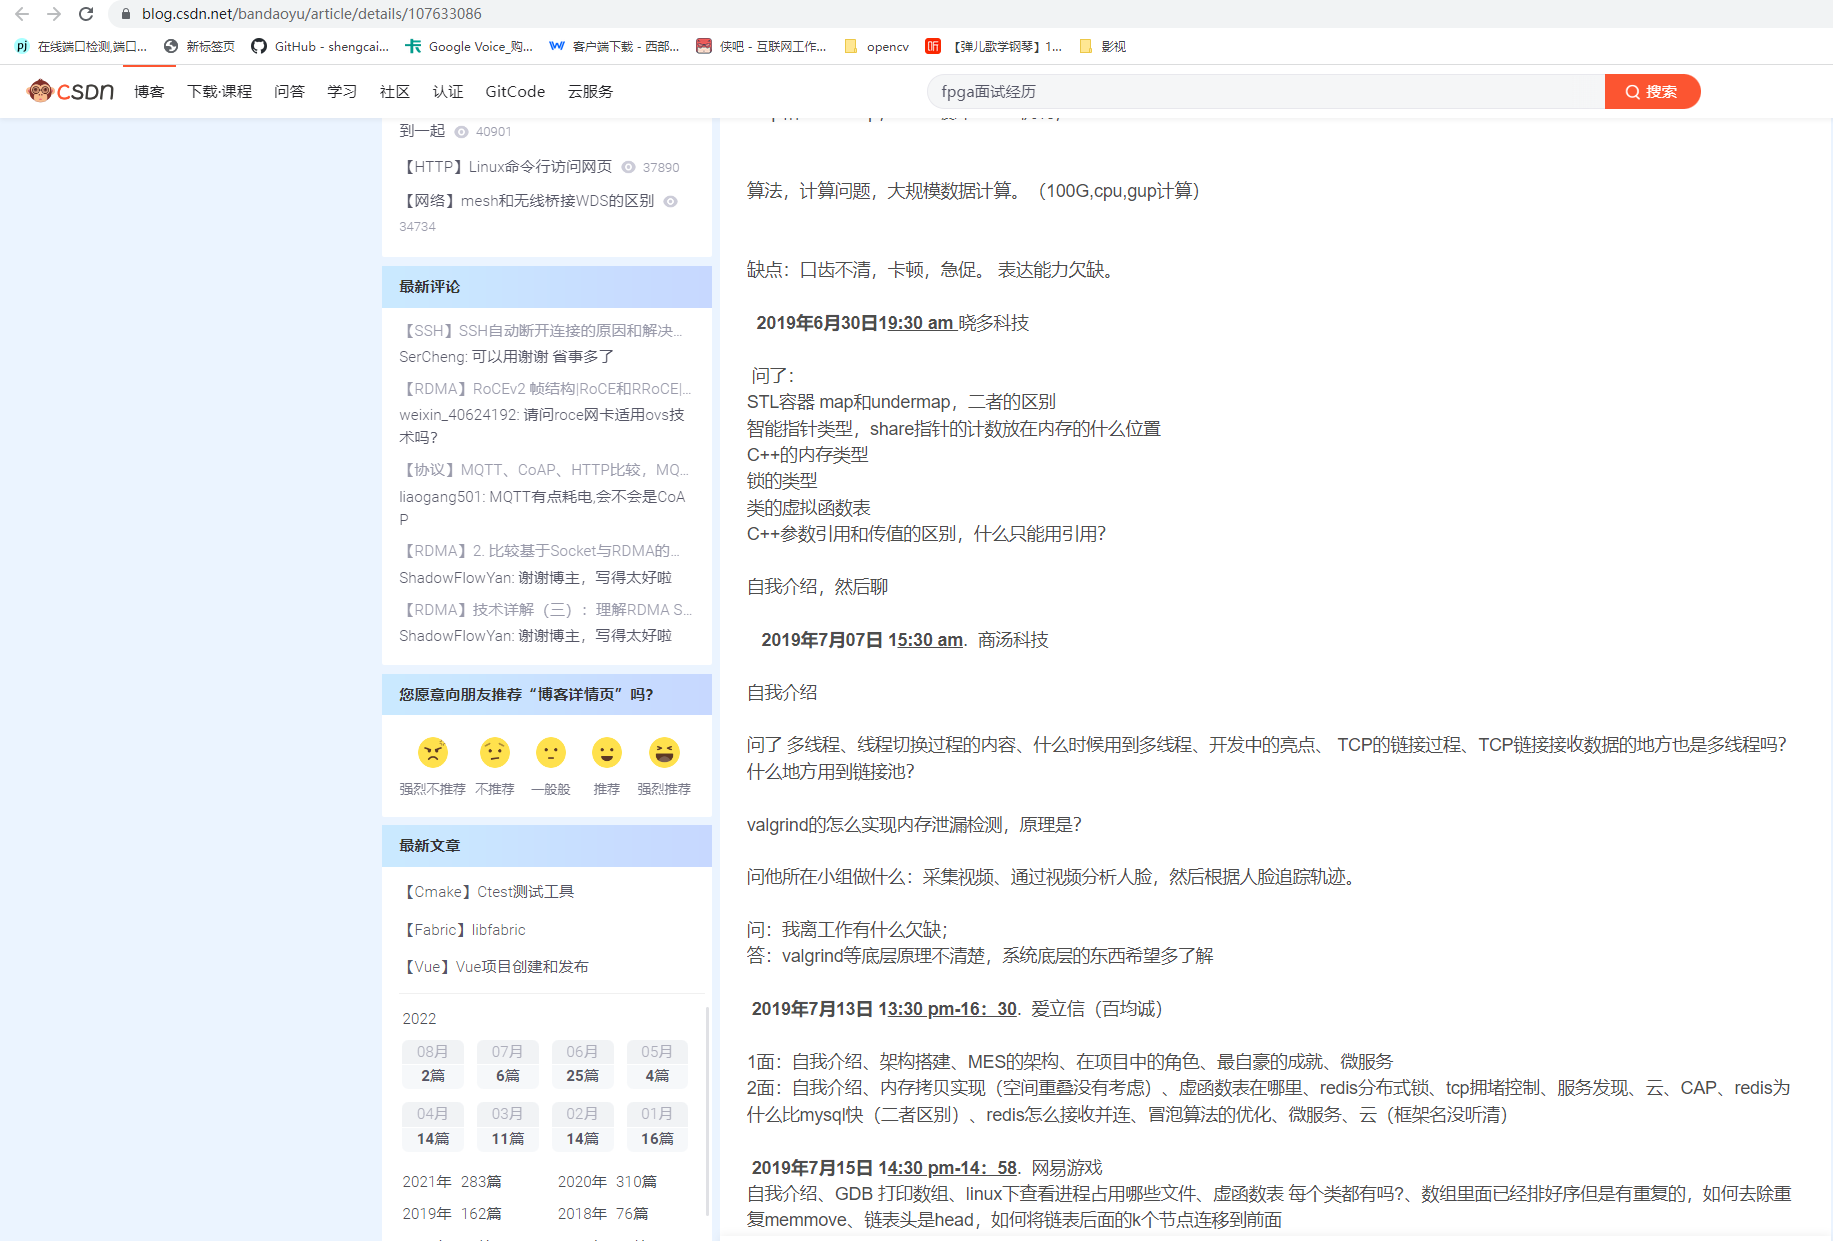 blog.csdn.net/bandaoyu/article/details/107633086
在线端口检测,端口... 新标签页 GitHub - shengcai... Google Voice_购... 客户端下载 - 西部... 侠吧 - 互联网工作... opencv 【弹儿歌学钢琴】1... 影视
CSDN 博客 下载·课程 问答 学习 社区 认证 GitCode 云服务 fpga面试经历 搜索
到一起 40901
【HTTP】Linux命令行访问网页 37890
【网络】mesh和无线桥接WDS的区别
34734
最新评论
【SSH】SSH自动断开连接的原因和解决...
SerCheng: 可以用谢谢 省事多了
【RDMA】RoCEv2 帧结构|RoCE和RRoCE|...
weixin_40624192: 请问roce网卡适用ovs技
术吗？
【协议】MQTT、CoAP、HTTP比较，MQ...
liaogang501: MQTT有点耗电,会不会是CoA
P
【RDMA】2. 比较基于Socket与RDMA的...
ShadowFlowYan: 谢谢博主，写得太好啦
【RDMA】技术详解（三）：理解RDMA S...
ShadowFlowYan: 谢谢博主，写得太好啦
您愿意向朋友推荐“博客详情页”吗？
强烈不推荐 不推荐 一般般 推荐 强烈推荐
最新文章
【Cmake】Ctest测试工具
【Fabric】libfabric
【Vue】Vue项目创建和发布
2022
08月 07月 06月 05月
2篇 6篇 25篇 4篇
04月 03月 02月 01月
14篇 11篇 14篇 16篇
2021年 283篇 2020年 310篇
2019年 162篇 2018年 76篇
算法，计算问题，大规模数据计算。（100G,cpu,gup计算）
缺点：口齿不清，卡顿，急促。 表达能力欠缺。
2019年6月30日19:30 am 晓多科技
问了：
STL容器 map和undermap，二者的区别
智能指针类型，share指针的计数放在内存的什么位置
C++的内存类型
锁的类型
类的虚拟函数表
C++参数引用和传值的区别，什么只能用引用？
自我介绍，然后聊
2019年7月07日 15:30 am. 商汤科技
自我介绍
问了 多线程、线程切换过程的内容、什么时候用到多线程、开发中的亮点、 TCP的链接过程、TCP链接接收数据的地方也是多线程吗？
什么地方用到链接池？
valgrind的怎么实现内存泄漏检测，原理是？
问他所在小组做什么：采集视频、通过视频分析人脸，然后根据人脸追踪轨迹。
问：我离工作有什么欠缺；
答：valgrind等底层原理不清楚，系统底层的东西希望多了解
2019年7月13日 13:30 pm-16：30. 爱立信（百均诚）
1面：自我介绍、架构搭建、MES的架构、在项目中的角色、最自豪的成就、微服务
2面：自我介绍、内存拷贝实现（空间重叠没有考虑）、虚函数表在哪里、redis分布式锁、tcp拥堵控制、服务发现、云、CAP、redis为
什么比mysql快（二者区别）、redis怎么接收并连、冒泡算法的优化、微服务、云（框架名没听清）
2019年7月15日 14:30 pm-14：58. 网易游戏
自我介绍、GDB 打印数组、linux下查看进程占用哪些文件、虚函数表 每个类都有吗?、数组里面已经排好序但是有重复的，如何去除重
复memmove、链表头是head，如何将链表后面的k个节点连移到前面